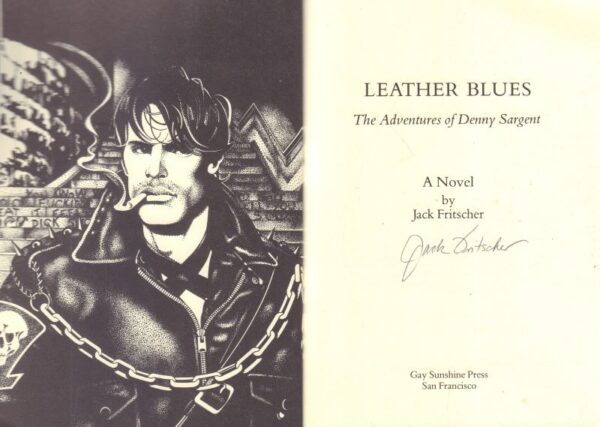 LEATHER BLUES
The Adventures of Denny Sargent
A Novel
by
Jack Fritscher
Jack Fritscher
Gay Sunshine Press
San Francisco